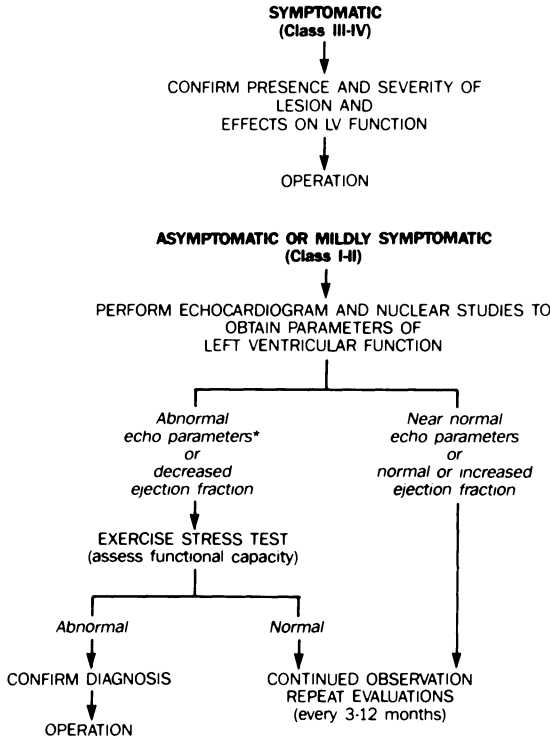 SYMPTOMATIC
(Class III-IV)
CONFIRM PRESENCE AND SEVERITY OF
LESION AND
EFFECTS ON LV FUNCTION
OPERATION
ASYMPTOMATIC OR MILDLY SYMPTOMATIC
(Class I-II)
PERFORM ECHOCARDIOGRAM AND NUCLEAR STUDIES TO
OBTAIN PARAMETERS OF
LEFT VENTRICULAR FUNCTION
Abnormal
echo parameters*
or
decreased
ejection fraction
Near normal
echo parameters
or
normal or increased
ejection fraction
EXERCISE STRESS TEST
(assess functional capacity)
Abnormal
Normal
CONFIRM DIAGNOSIS
OPERATION
CONTINUED OBSERVATION
REPEAT EVALUATIONS
(every 3-12 months)